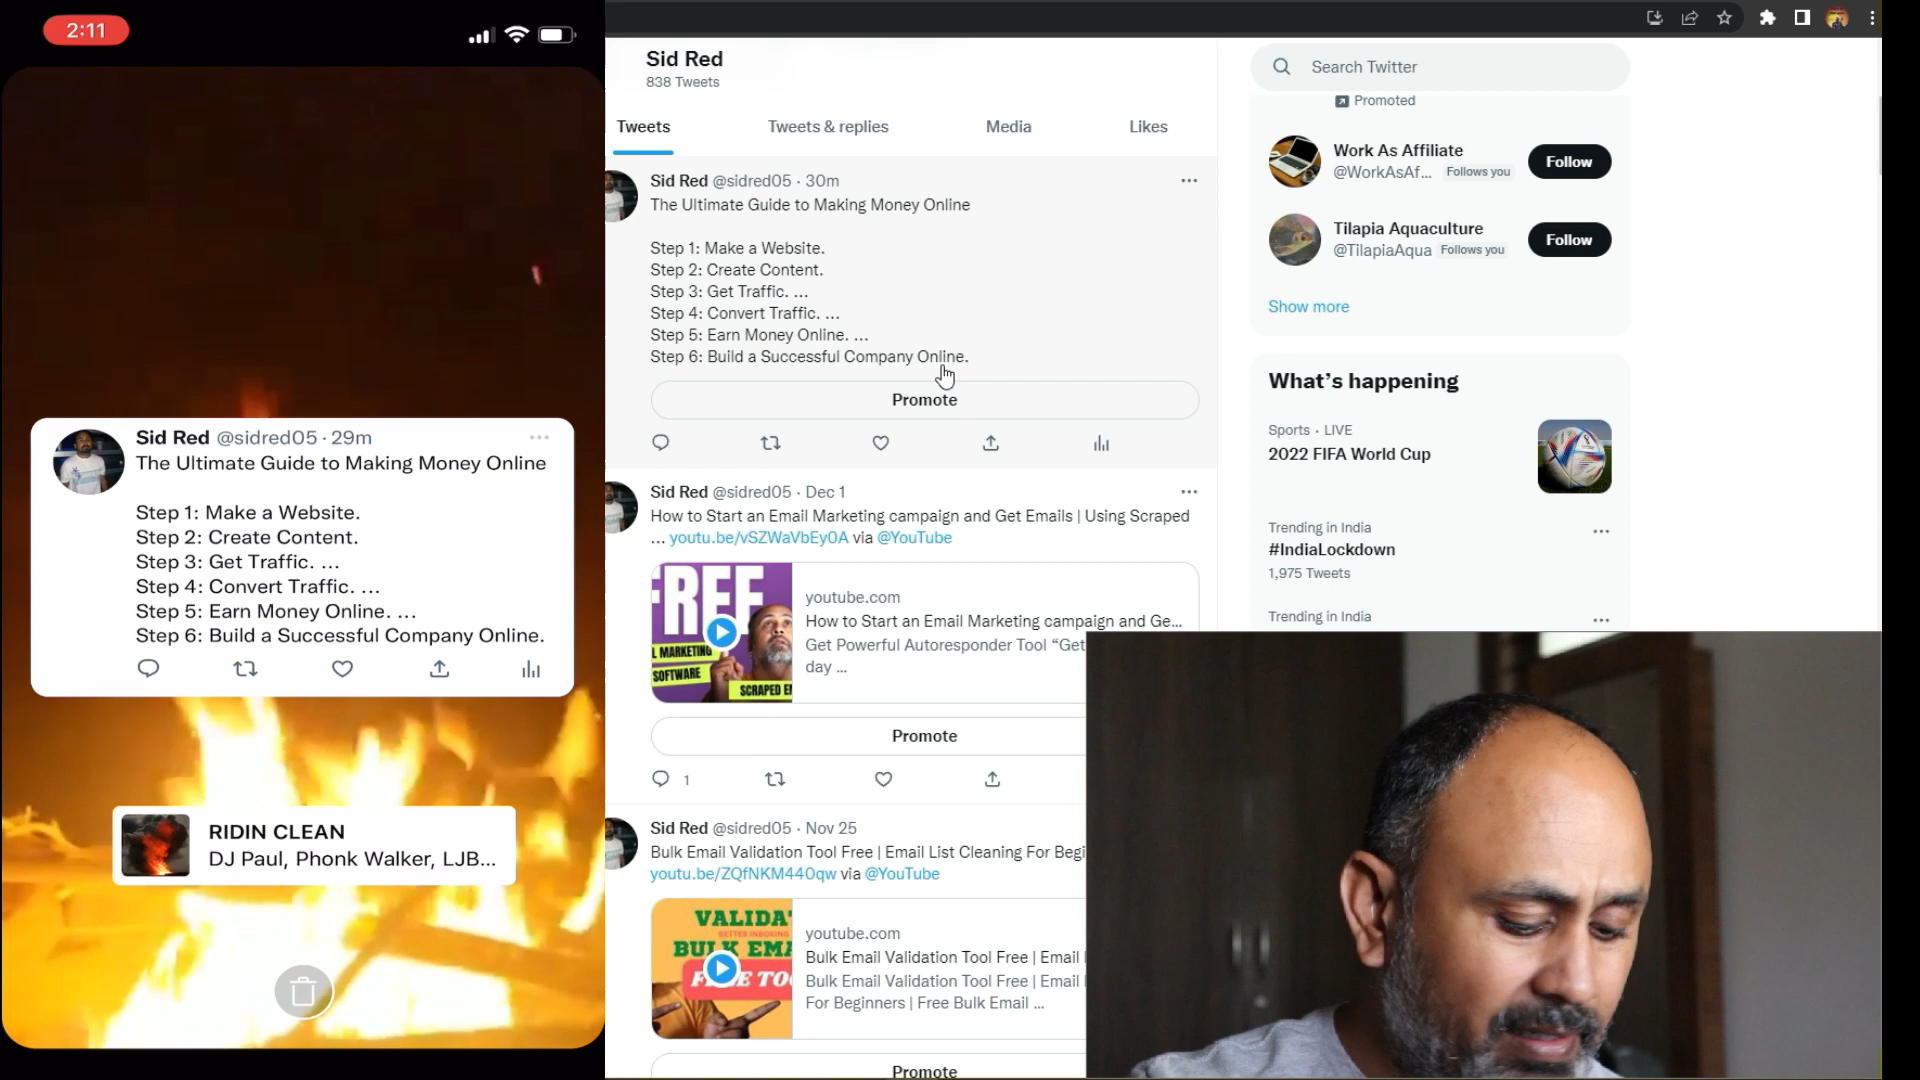 2:11
Sid Red @sidred05 · 29m
The Ultimate Guide to Making Money Online
Step 1: Make a Website.
Step 2: Create Content.
Step 3: Get Traffic. ...
Step 4: Convert Traffic. ...
Step 5: Earn Money Online. ...
Step 6: Build a Successful Company Online.
RIDIN CLEAN
DJ Paul, Phonk Walker, LJB...
Sid Red
838 Tweets
Tweets
Tweets & replies
Media
Likes
Sid Red @sidred05 · 30m
The Ultimate Guide to Making Money Online
Step 1: Make a Website.
Step 2: Create Content.
Step 3: Get Traffic. ...
Step 4: Convert Traffic. ...
Step 5: Earn Money Online. ...
Step 6: Build a Successful Company Online.
Promote
Sid Red @sidred05 · Dec 1
How to Start an Email Marketing campaign and Get Emails | Using Scraped
... youtu.be/vSZWaVbEy0A via @YouTube
FREE
L MARKETING
SOFTWARE
SCRAPED EM
youtube.com
How to Start an Email Marketing campaign and Ge...
Get Powerful Autoresponder Tool “Get
day ...
Promote
1
Sid Red @sidred05 · Nov 25
Bulk Email Validation Tool Free | Email List Cleaning For Begi
youtu.be/ZQfNKM44Oqw via @YouTube
VALIDAT
BETTER INBOXING
BULK EMA
FREE TOO
youtube.com
Bulk Email Validation Tool Free | Email
Bulk Email Validation Tool Free | Email
For Beginners | Free Bulk Email ...
Promote
Search Twitter
Promoted
Work As Affiliate
@WorkAsAf... Follows you
Follow
Tilapia Aquaculture
@TilapiaAqua Follows you
Follow
Show more
What’s happening
Sports · LIVE
2022 FIFA World Cup
Trending in India
#IndiaLockdown
1,975 Tweets
Trending in India